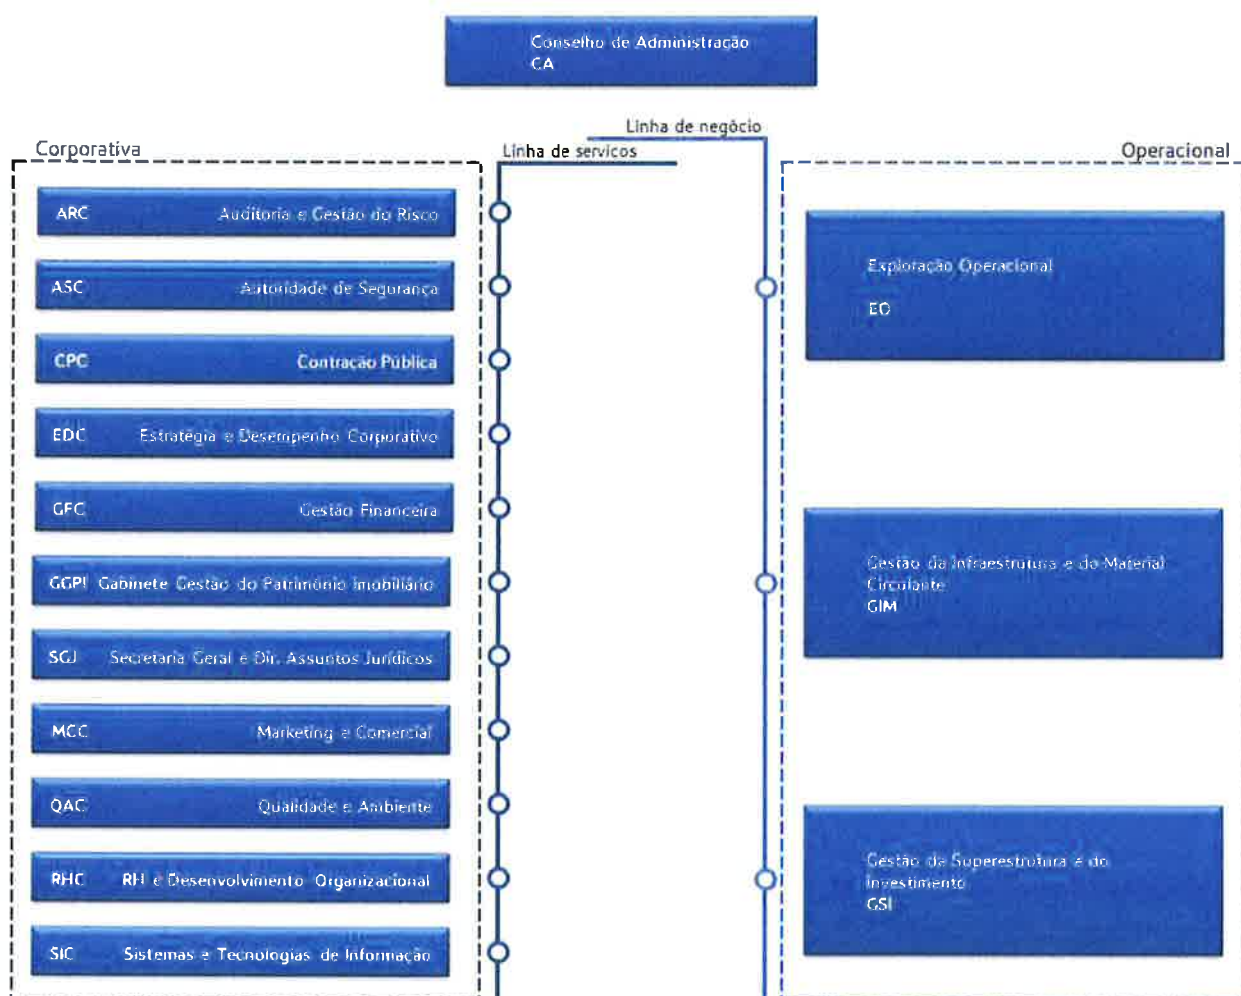 Conselho de Administração
CA
Linha de negócio
Linha de serviços
Corporativa
Operacional
ARC Auditoria e Gestão do Risco
ASC Autoridade de Segurança
CPC Contração Pública
EDC Estratégia e Desempenho Corporativo
GFC Gestão Financeira
GGPI Gabinete Gestão do Património Imobiliário
SGJ Secretaria Geral e Dir. Assuntos Jurídicos
MCC Marketing e Comercial
QAC Qualidade e Ambiente
RHC RH e Desenvolvimento Organizacional
SIC Sistemas e Tecnologias de Informação
Exploração Operacional
EO
Gestão da Infraestrutura e do Material
Circulante
GIM
Gestão da Superestrutura e do
Investimento
GSI